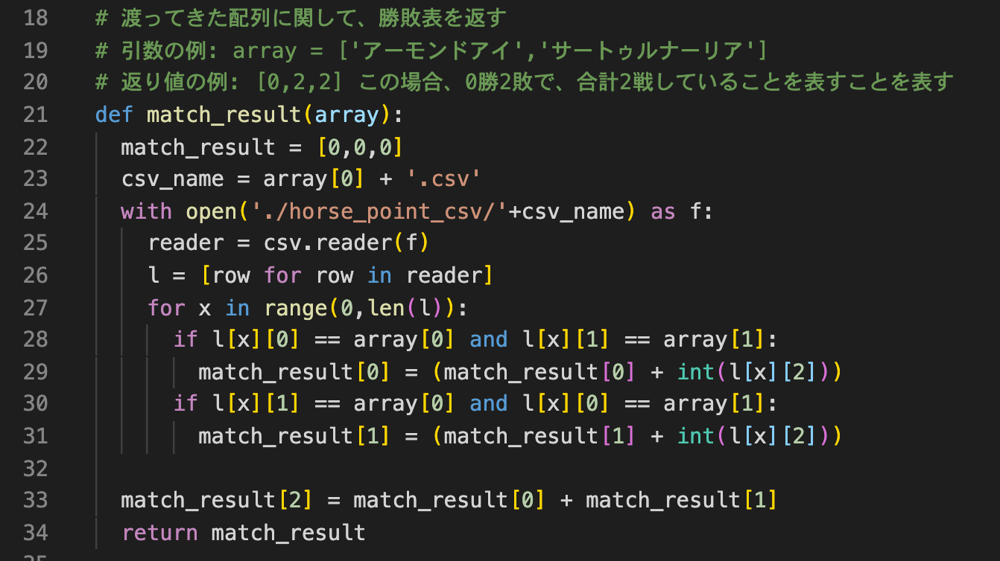 18 # 渡ってきた配列に関して、勝敗表を返す
19 # 引数の例: array = ['アーモンドアイ','サートゥルナーリア']
20 # 返り値の例: [0,2,2] この場合、0勝2敗で、合計2戦していることを表すことを表す
21 def match_result(array):
22 match_result = [0,0,0]
23 csv_name = array[0] + '.csv'
24 with open('./horse_point_csv/'+csv_name) as f:
25 reader = csv.reader(f)
26 l = [row for row in reader]
27 for x in range(0,len(l)):
28 if l[x][0] == array[0] and l[x][1] == array[1]:
29 match_result[0] = (match_result[0] + int(l[x][2]))
30 if l[x][1] == array[0] and l[x][0] == array[1]:
31 match_result[1] = (match_result[1] + int(l[x][2]))
32
33 match_result[2] = match_result[0] + match_result[1]
34 return match_result